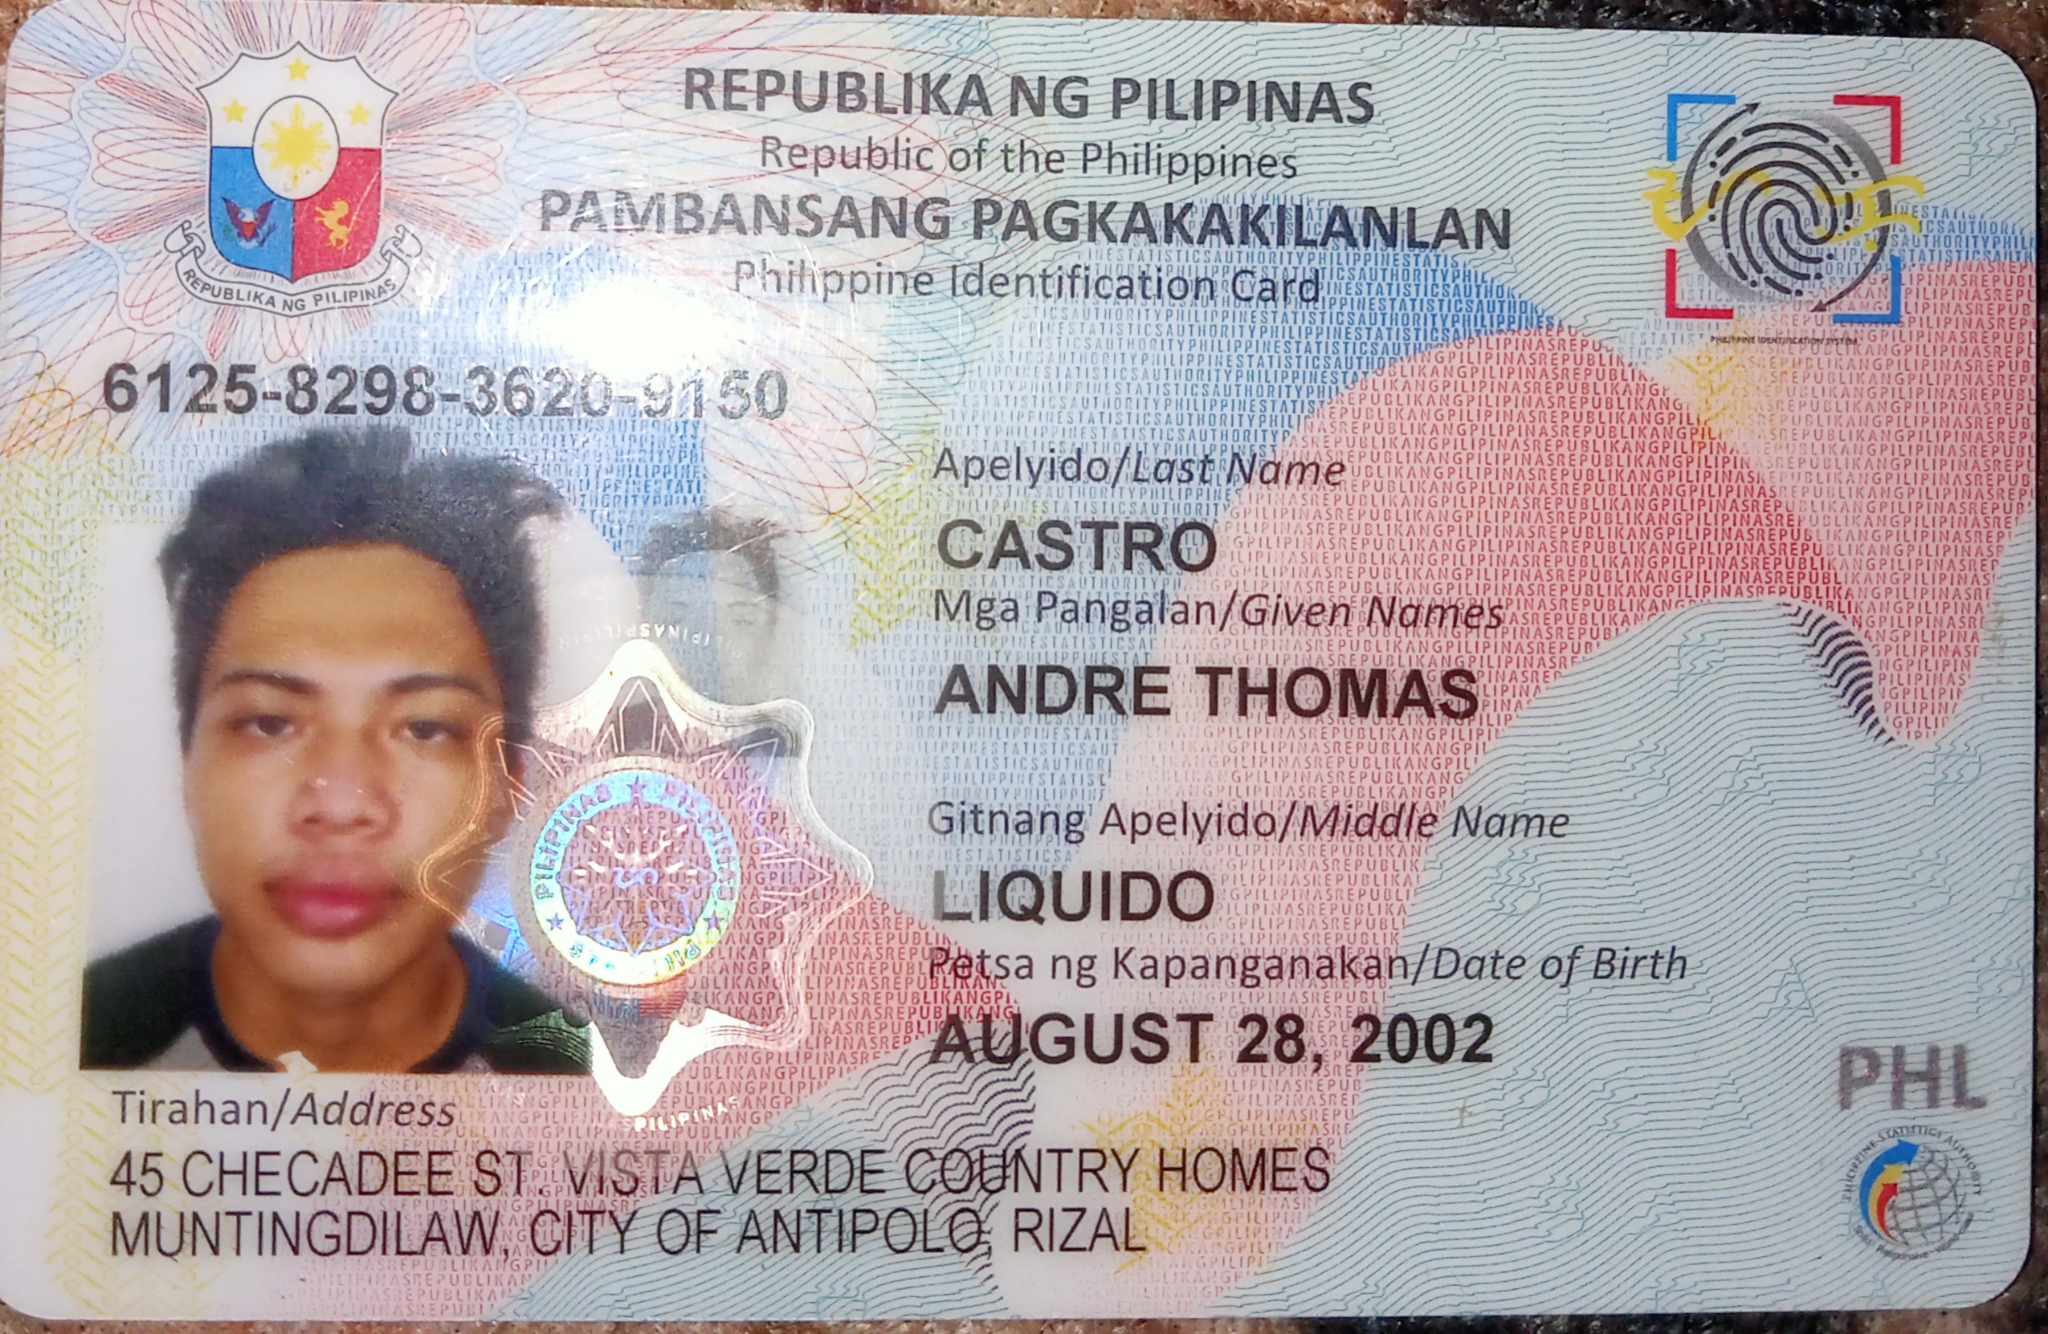 REPUBLIKA NG PILIPINAS
Republic of the Philippines
PAMBANSANG PAGKAKAKILANLAN
Philippine Identification Card
REPUBLIKA NG PILIPINAS
PHILIPPINE IDENTIFICATION SYSTEM
6125-8298-3620-9150
Apelyido/Last Name
CASTRO
Mga Pangalan/Given Names
ANDRE THOMAS
Gitnang Apelyido/Middle Name
LIQUIDO
Petsa ng Kapanganakan/Date of Birth
AUGUST 28, 2002
PHL
PHILIPPINE STATISTICS AUTHORITY
Tirahan/Address
45 CHECADEE ST. VISTA VERDE COUNTRY HOMES
MUNTINGDILAW, CITY OF ANTIPOLO, RIZAL